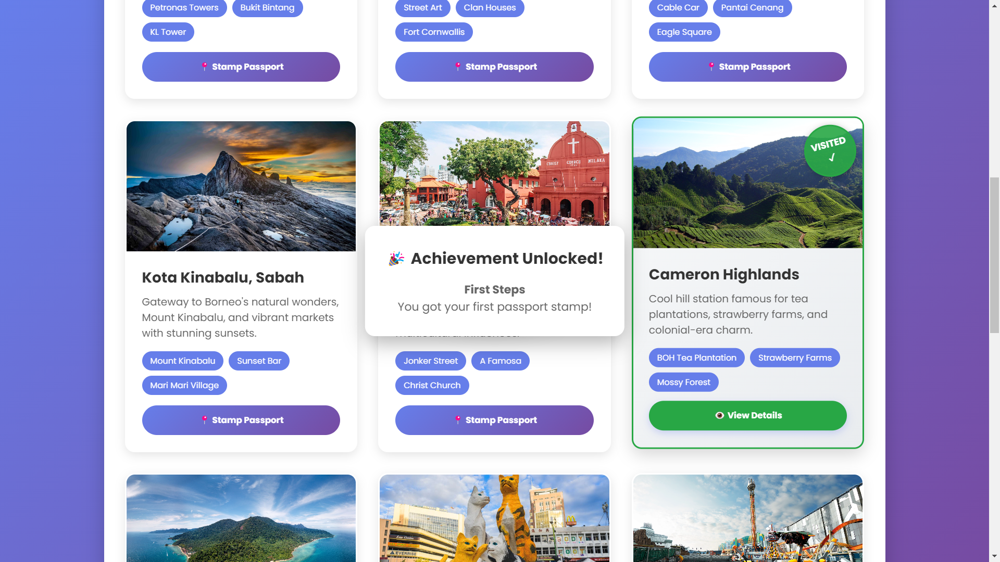 Petronas Towers
Bukit Bintang
KL Tower
📍 Stamp Passport
Street Art
Clan Houses
Fort Cornwallis
📍 Stamp Passport
Cable Car
Pantai Cenang
Eagle Square
📍 Stamp Passport
Kota Kinabalu, Sabah
Gateway to Borneo's natural wonders,
Mount Kinabalu, and vibrant markets
with stunning sunsets.
Mount Kinabalu
Sunset Bar
Mari Mari Village
📍 Stamp Passport
CHRIST CHURCH MELAKA
1753
🎉 Achievement Unlocked!
First Steps
You got your first passport stamp!
Jonker Street
A Famosa
Christ Church
📍 Stamp Passport
VISITED
✓
Cameron Highlands
Cool hill station famous for tea
plantations, strawberry farms, and
colonial-era charm.
BOH Tea Plantation
Strawberry Farms
Mossy Forest
👁 View Details
EVERRISE